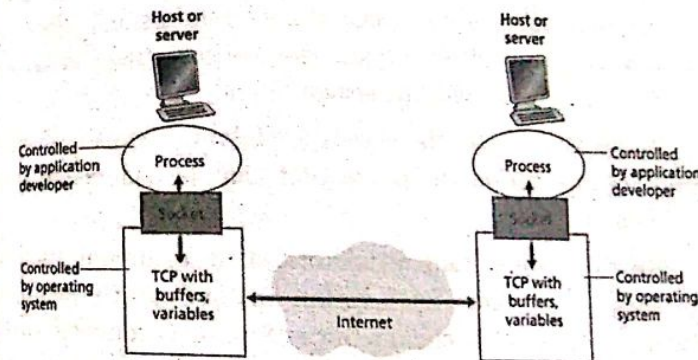 Host or
server
Host or
server
Controlled
by application
developer
Process
Process
Controlled
by application
developer
Socket
Socket
Controlled
by operating
system
TCP with
buffers,
variables
Internet
TCP with
buffers,
variables
Controlled
by operating
system